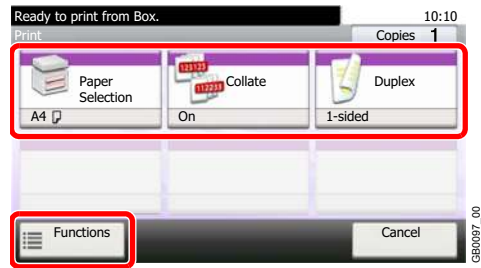 Ready to print from Box.
10:10
Print
Copies 1
123123
112233
Paper
Selection
Collate
Duplex
A4
On
1-sided
Functions
Cancel
GB0097_00